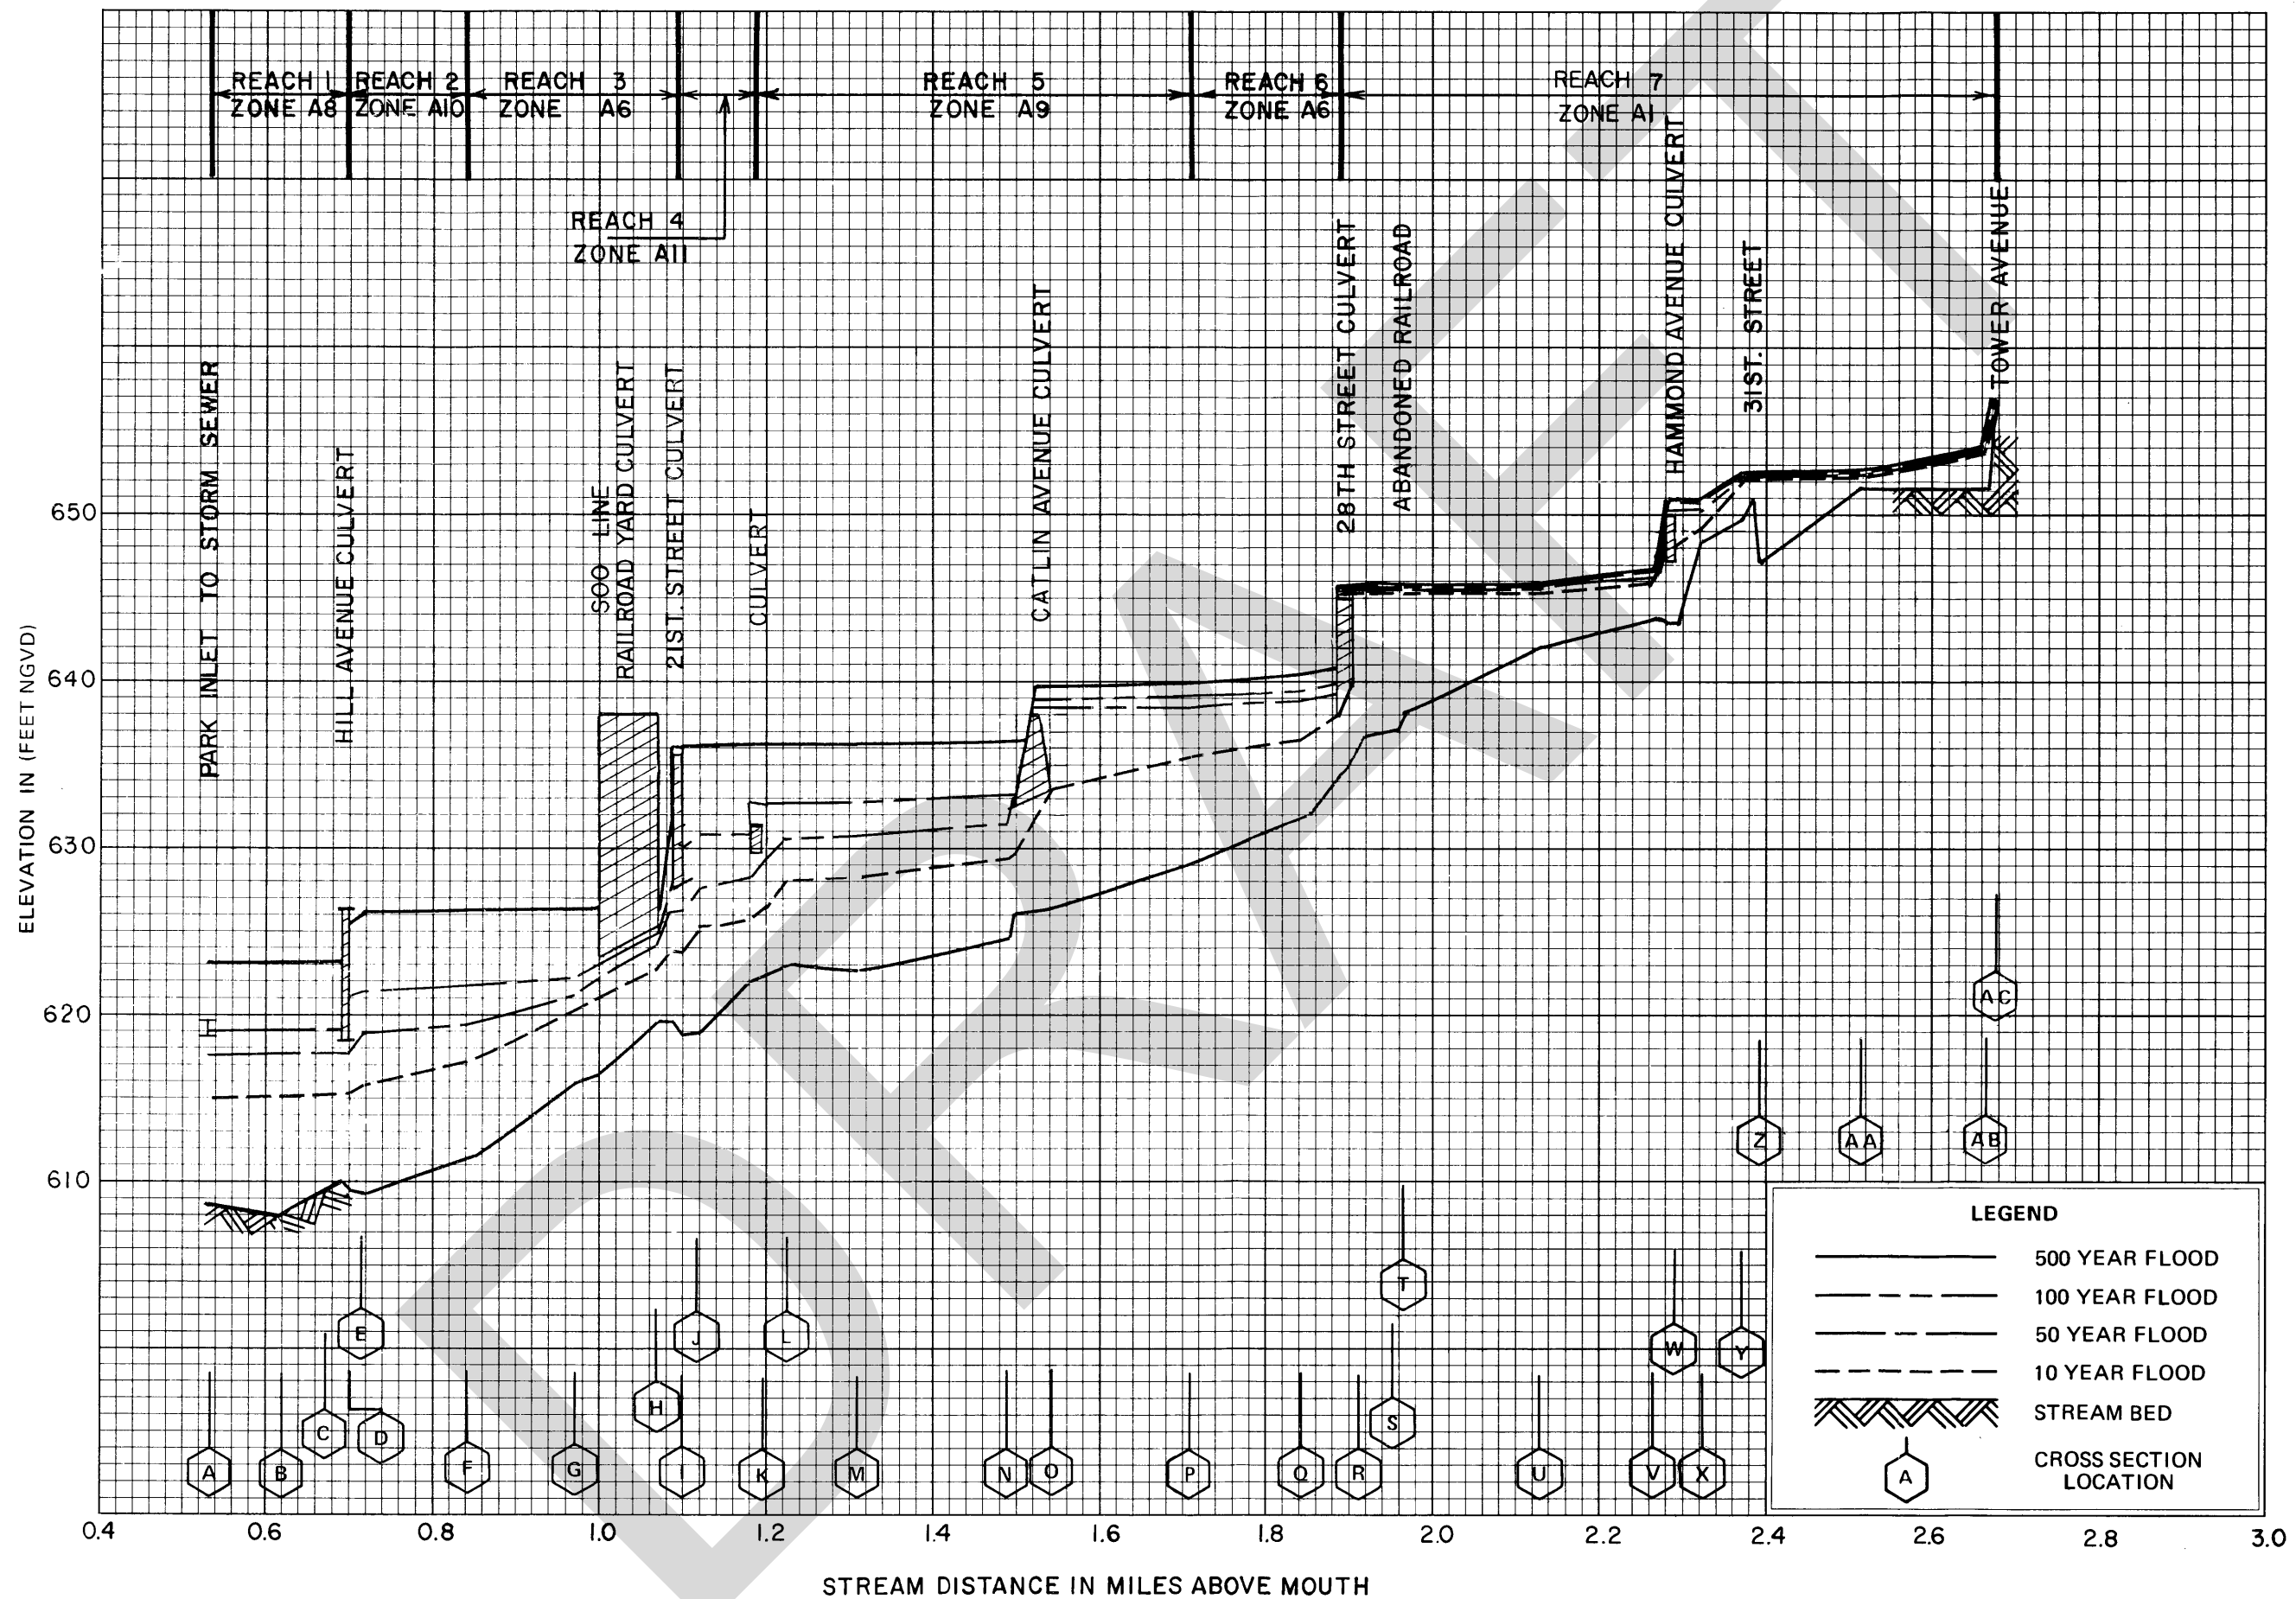 REACH 1
ZONE A8
REACH 2
ZONE A10
REACH 3
ZONE A6
REACH 4
ZONE A11
REACH 5
ZONE A9
REACH 6
ZONE A6
REACH 7
ZONE A1
PARK INLET TO STORM SEWER
HILL AVENUE CULVERT
SOO LINE
RAILROAD YARD CULVERT
21ST. STREET CULVERT
CULVERT
CATLIN AVENUE CULVERT
28TH STREET CULVERT
ABANDONED RAILROAD
HAMMOND AVENUE CULVERT
31ST. STREET
TOWER AVENUE
ELEVATION IN (FEET NGVD)
650
640
630
620
610
A
B
C
D
E
F
G
H
I
J
K
L
M
N
O
P
Q
R
S
T
U
V
W
X
Y
Z
AA
AB
AC
LEGEND
500 YEAR FLOOD
100 YEAR FLOOD
50 YEAR FLOOD
10 YEAR FLOOD
STREAM BED
A
CROSS SECTION
LOCATION
0.4 0.6 0.8 1.0 1.2 1.4 1.6 1.8 2.0 2.2 2.4 2.6 2.8 3.0
STREAM DISTANCE IN MILES ABOVE MOUTH
DRAFT